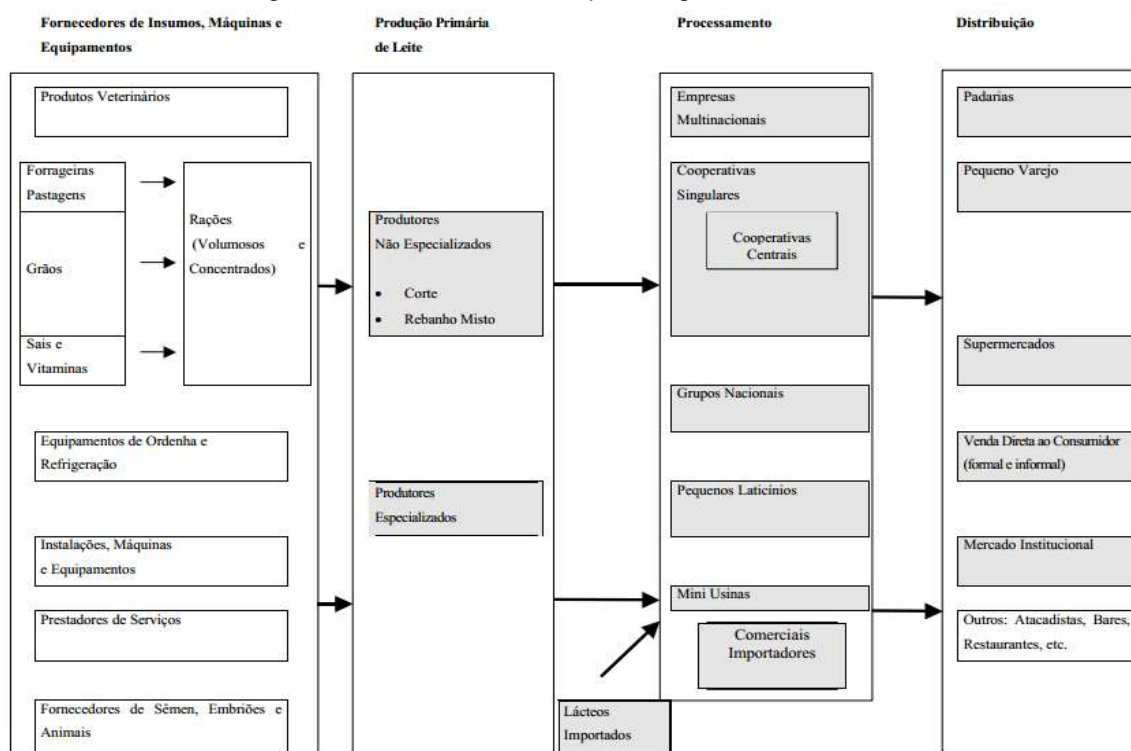 Fornecedores de Insumos, Máquinas e
Equipamentos
Produção Primária
de Leite
Processamento
Distribuição
Produtos Veterinários
Forrageiras
Pastagens
Grãos
Sais e
Vitaminas
Rações
(Volumosos e
Concentrados)
Equipamentos de Ordenha e
Refrigeração
Instalações, Máquinas
e Equipamentos
Prestadores de Serviços
Fornecedores de Sêmen, Embriões e
Animais
Produtores
Não Especializados
• Corte
• Rebanho Misto
Produtores
Especializados
Lácteos
Importados
Empresas
Multinacionais
Cooperativas
Singulares
Cooperativas
Centrais
Grupos Nacionais
Pequenos Laticínios
Mini Usinas
Comerciais
Importadores
Padarias
Pequeno Varejo
Supermercados
Venda Direta ao Consumidor
(formal e informal)
Mercado Institucional
Outros: Atacadistas, Bares,
Restaurantes, etc.